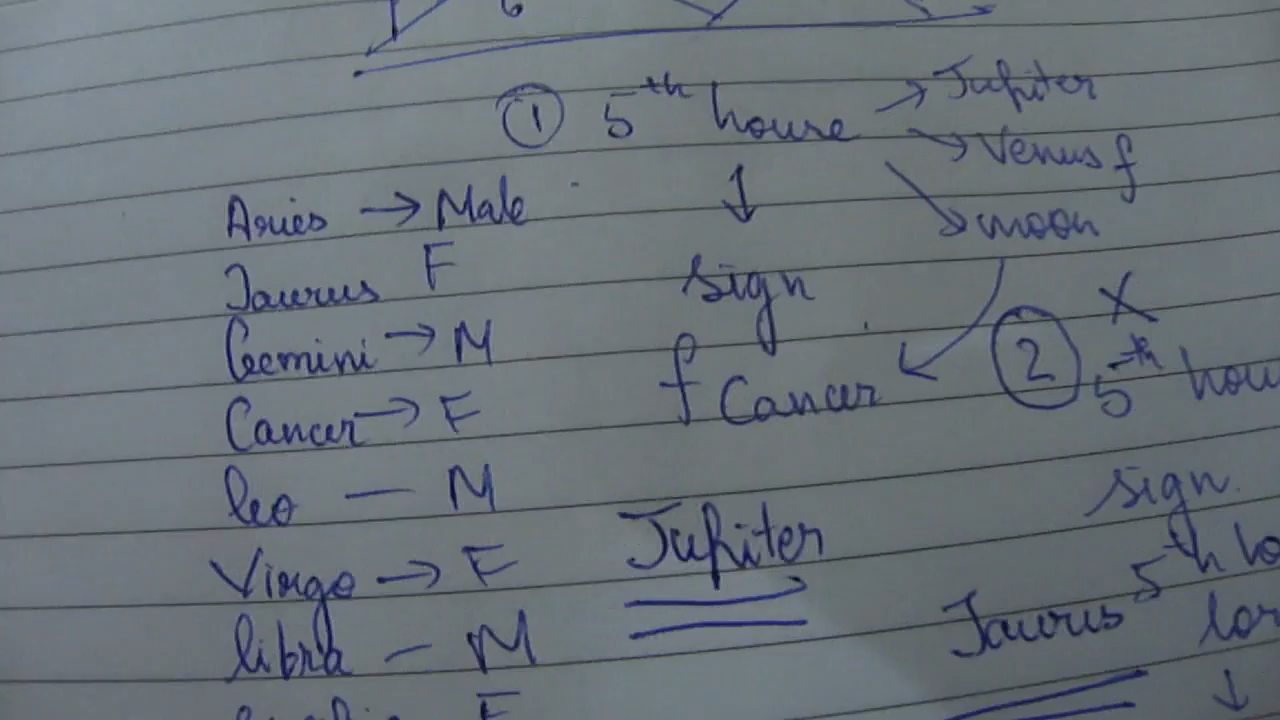 6
① 5th house → Jupiter
→ Venus f
→ moon
Aries → Male
Taurus F
Gemini → M
Cancer → F
leo — M
Virgo → F
libra — M
F
↓
sign
f Cancer
Jupiter
X
② 5th hou
sign.
5th
Taurus lor
↓